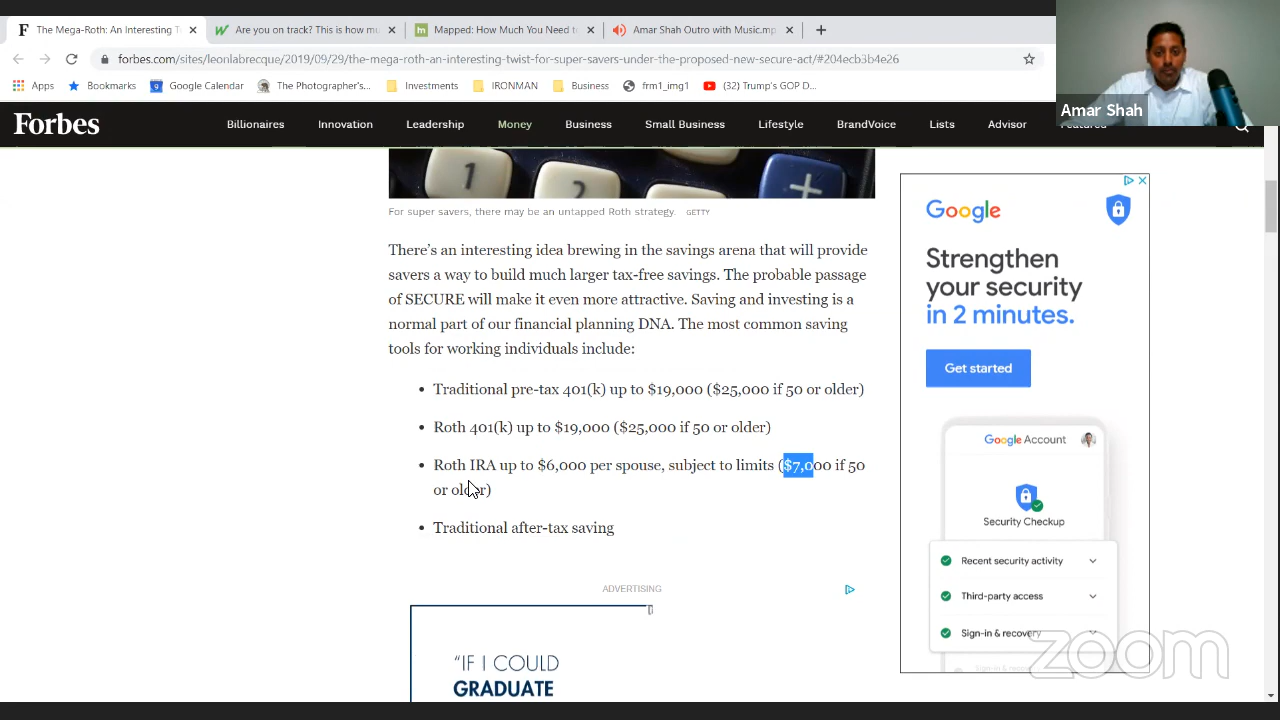 The Mega-Roth: An Interesting T
Are you on track? This is how mu
Mapped: How Much You Need t
Amar Shah Outro with Music.mp
forbes.com/sites/leonlabrecque/2019/09/29/the-mega-roth-an-interesting-twist-for-super-savers-under-the-proposed-new-secure-act/#204ecb3b4e26
Apps
Bookmarks
Google Calendar
The Photographer's...
Investments
IRONMAN
Business
frm1_img1
(32) Trump's GOP D...
Amar Shah
Forbes
Billionaires
Innovation
Leadership
Money
Business
Small Business
Lifestyle
BrandVoice
Lists
Advisor
Featured
1
2
+
For super savers, there may be an untapped Roth strategy. GETTY
There's an interesting idea brewing in the savings arena that will provide
savers a way to build much larger tax-free savings. The probable passage
of SECURE will make it even more attractive. Saving and investing is a
normal part of our financial planning DNA. The most common saving
tools for working individuals include:
• Traditional pre-tax 401(k) up to $19,000 ($25,000 if 50 or older)
• Roth 401(k) up to $19,000 ($25,000 if 50 or older)
• Roth IRA up to $6,000 per spouse, subject to limits ($7,000 if 50
or older)
• Traditional after-tax saving
ADVERTISING
"IF I COULD
GRADUATE
Google
Strengthen
your security
in 2 minutes.
Get started
Google Account
Security Checkup
Recent security activity
Third-party access
Sign-in & recovery
zoom